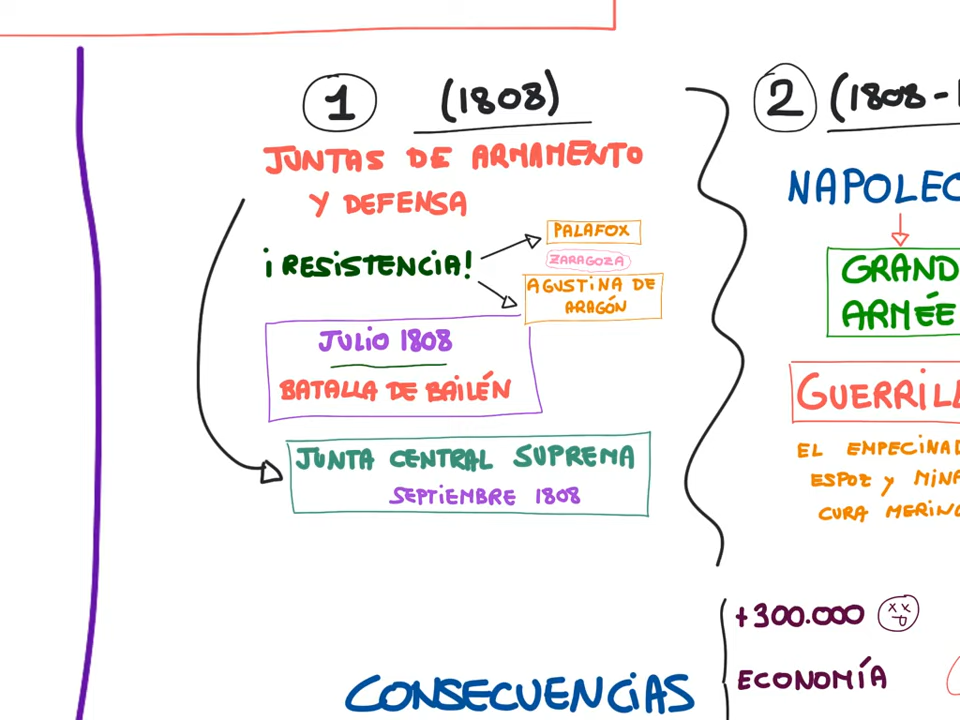 1 (1808)
JUNTAS DE ARMAMENTO
Y DEFENSA
¡RESISTENCIA!
PALAFOX
ZARAGOZA
AGUSTINA DE
ARAGÓN
JULIO 1808
BATALLA DE BAILÉN
JUNTA CENTRAL SUPREMA
SEPTIEMBRE 1808
2 (1808-
NAPOLEO
GRAND
ARMÉE
GUERRILL
EL EMPECINAD
ESPOZ Y MINA
CURA MERINO
+300.000
ECONOMÍA
CONSECUENCIAS